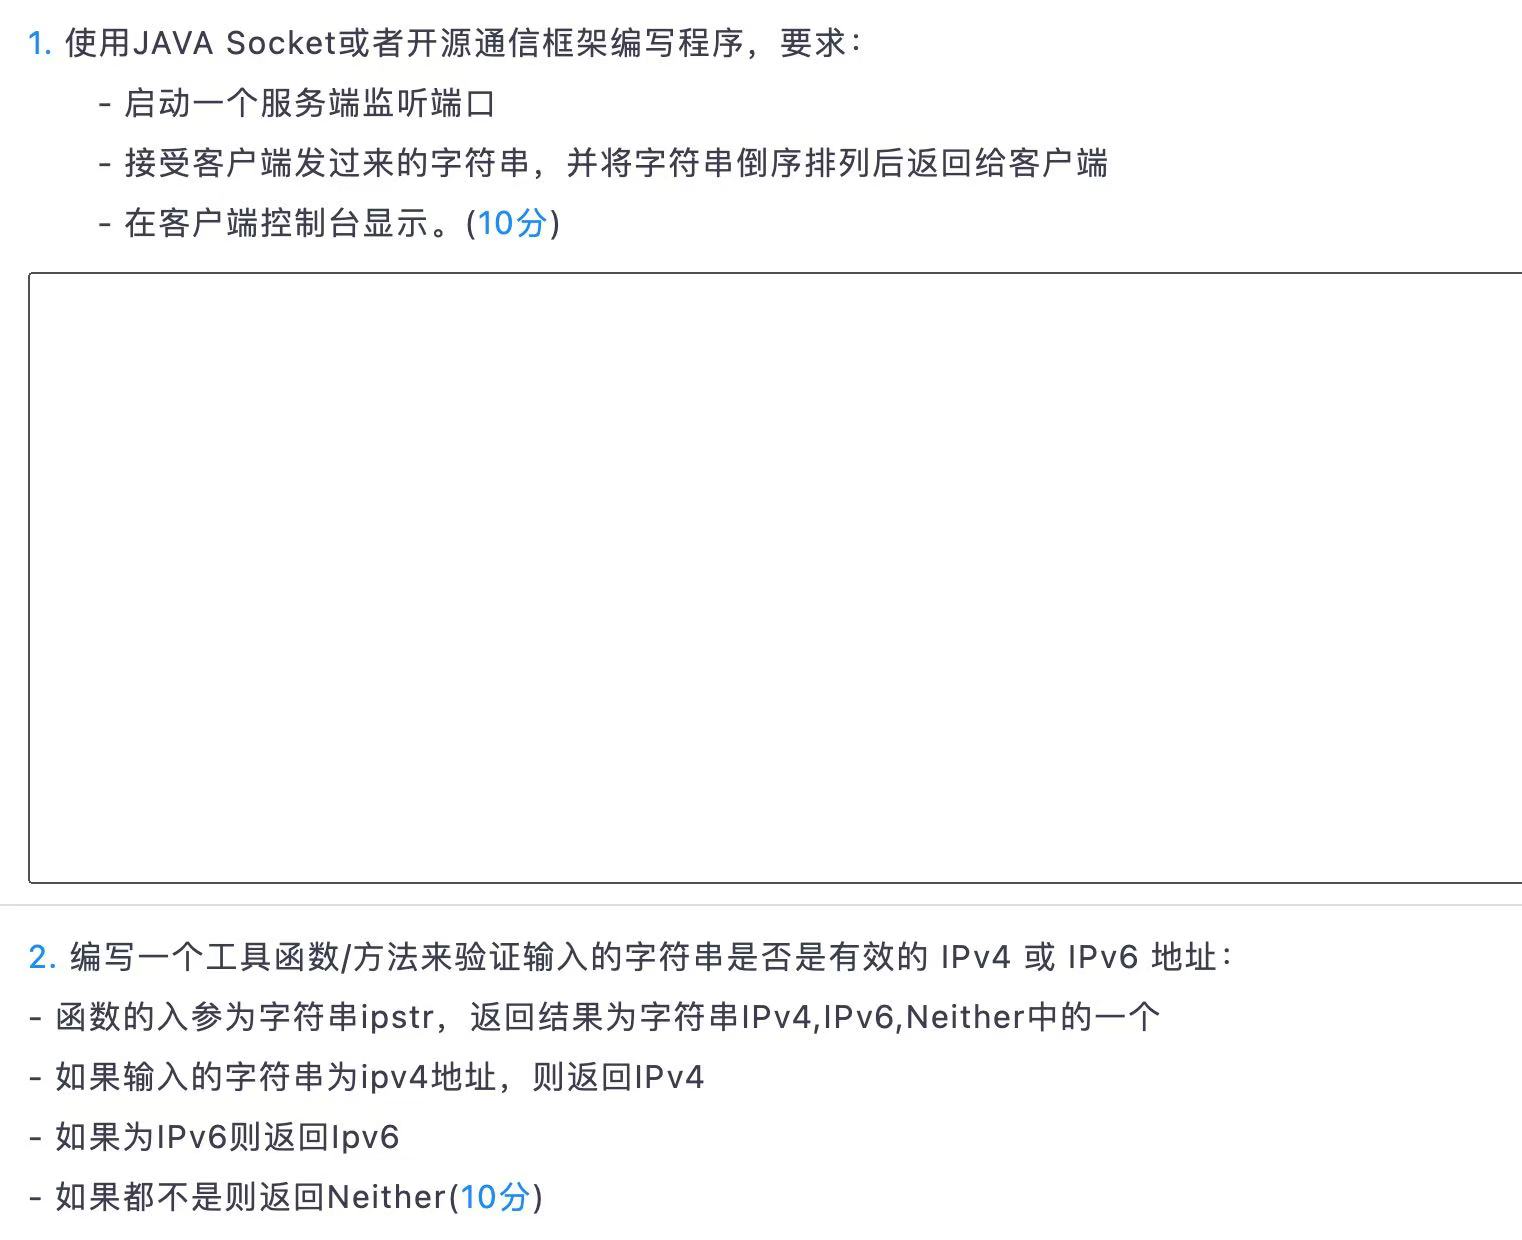 1. 使用JAVA Socket或者开源通信框架编写程序，要求：
- 启动一个服务端监听端口
- 接受客户端发过来的字符串，并将字符串倒序排列后返回给客户端
- 在客户端控制台显示。(10分)
2. 编写一个工具函数/方法来验证输入的字符串是否是有效的 IPv4 或 IPv6 地址：
- 函数的入参为字符串ipstr，返回结果为字符串IPv4,IPv6,Neither中的一个
- 如果输入的字符串为ipv4地址，则返回IPv4
- 如果为IPv6则返回Ipv6
- 如果都不是则返回Neither(10分)